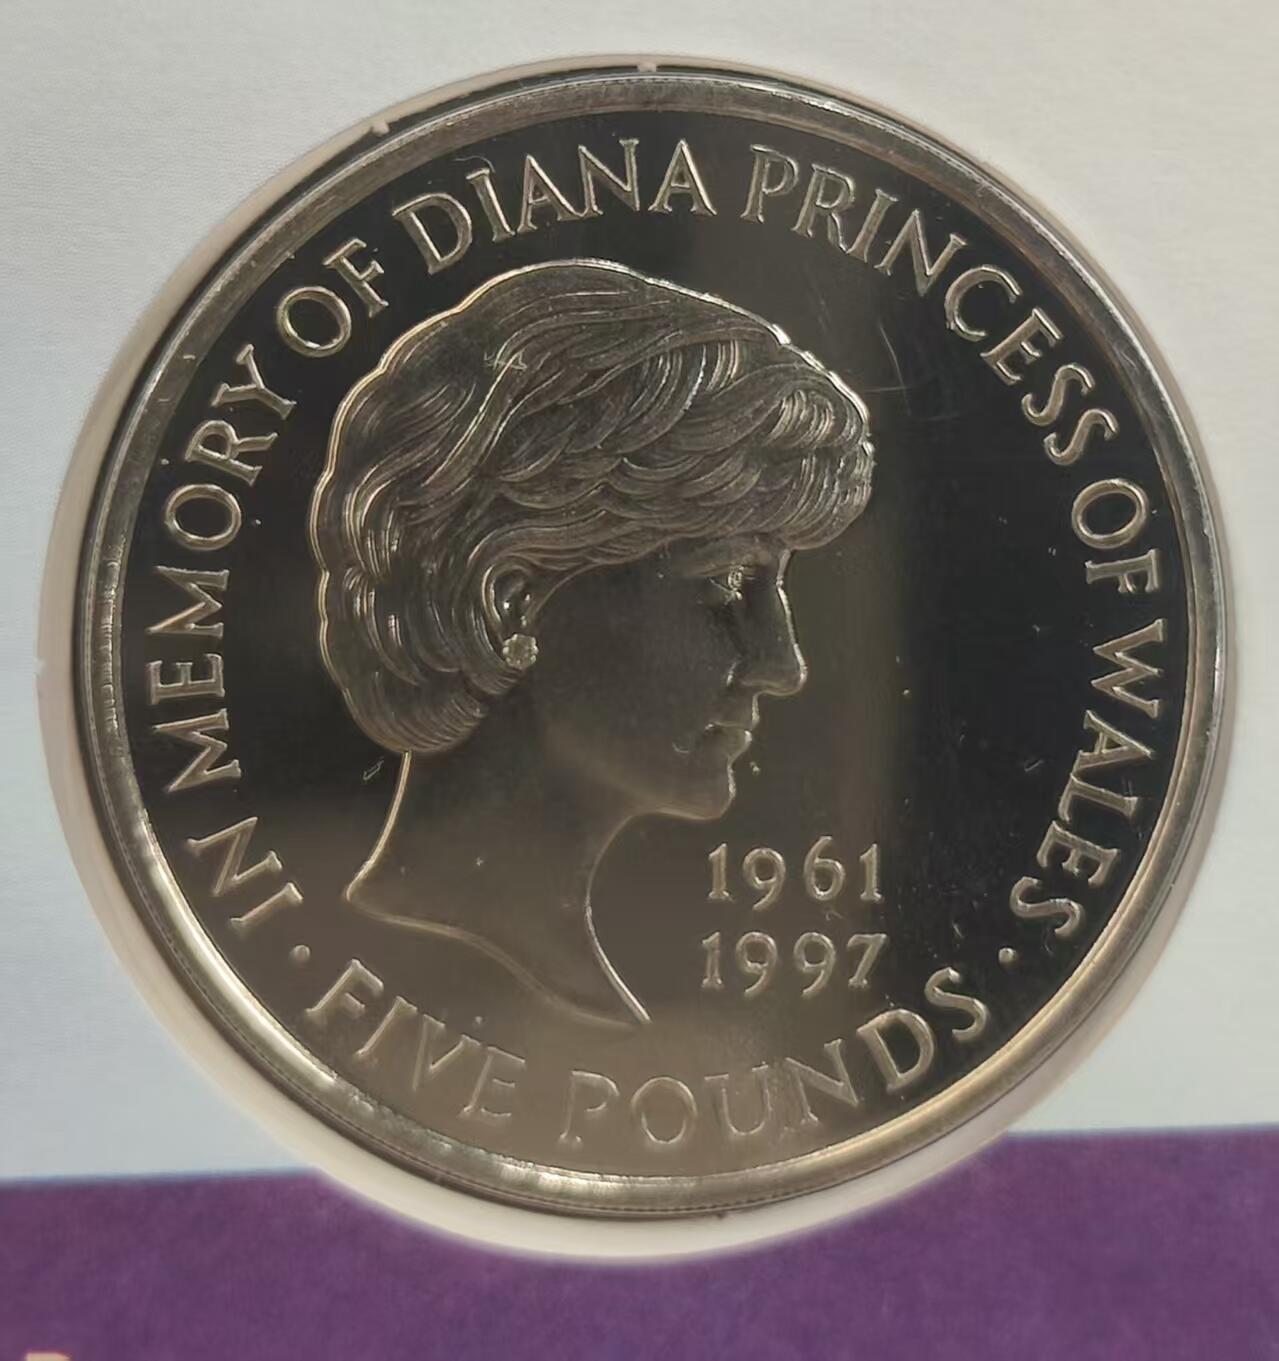 IN MEMORY OF DIANA PRINCESS OF WALES
1961
1997
· FIVE POUNDS ·